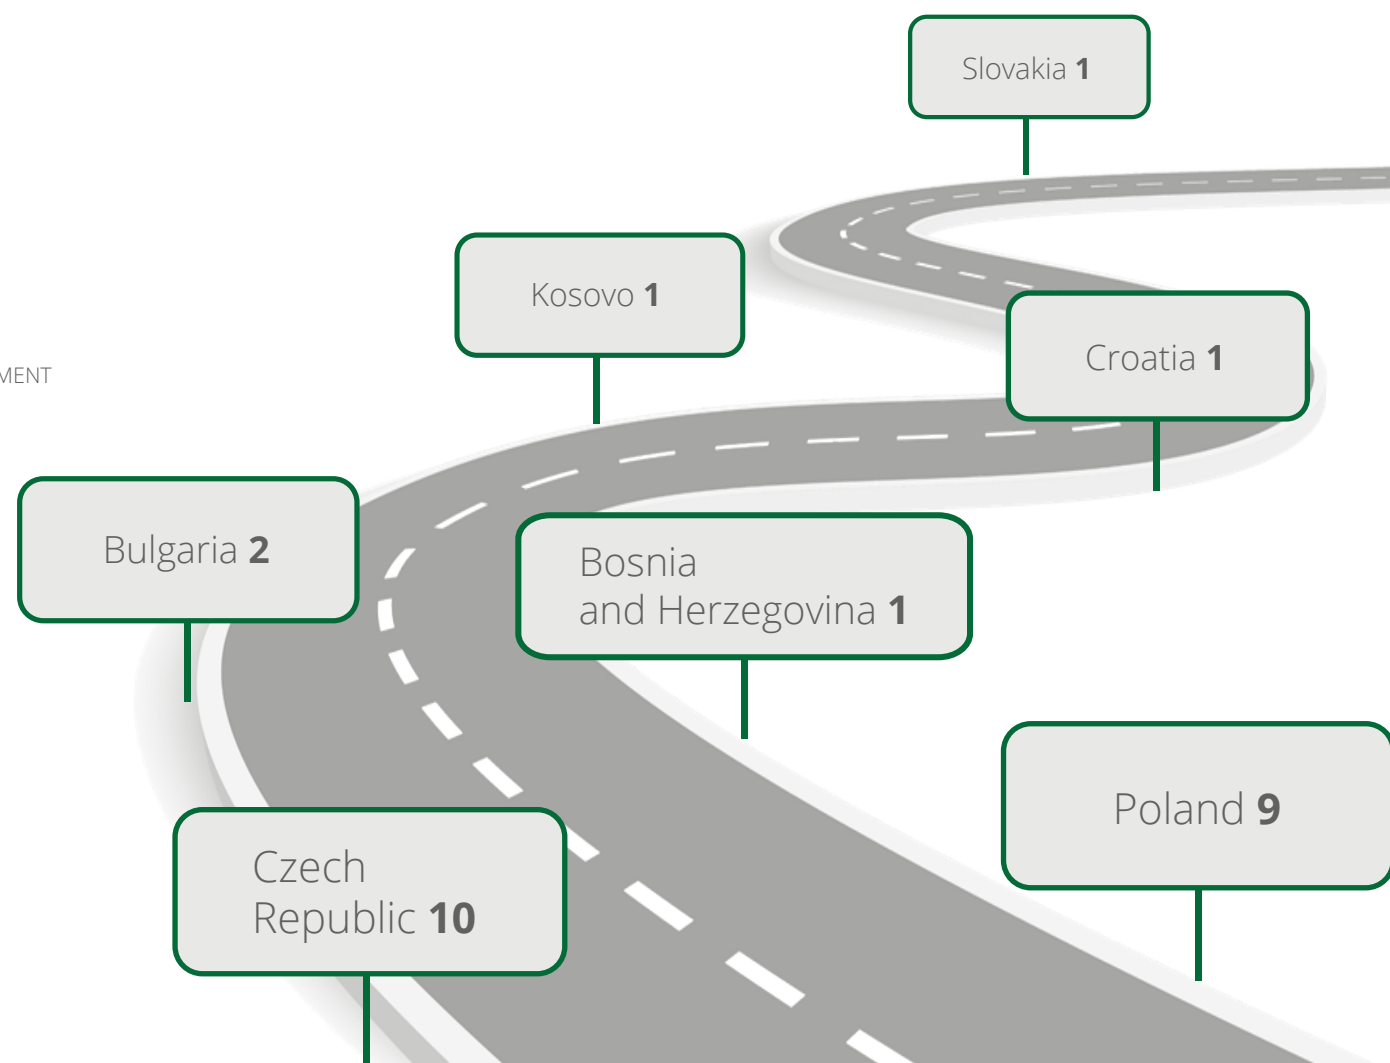 Slovakia 1
Kosovo 1
Croatia 1
MENT
Bulgaria 2
Bosnia
and Herzegovina 1
Poland 9
Czech
Republic 10